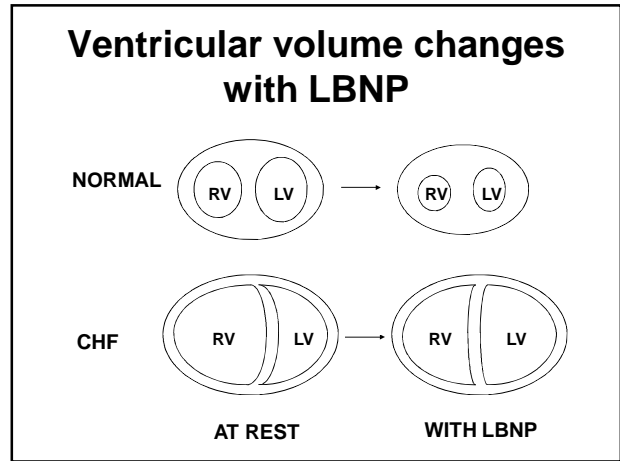 Ventricular volume changes
with LBNP
NORMAL
RV LV
RV LV
CHF
RV LV
RV LV
AT REST
WITH LBNP